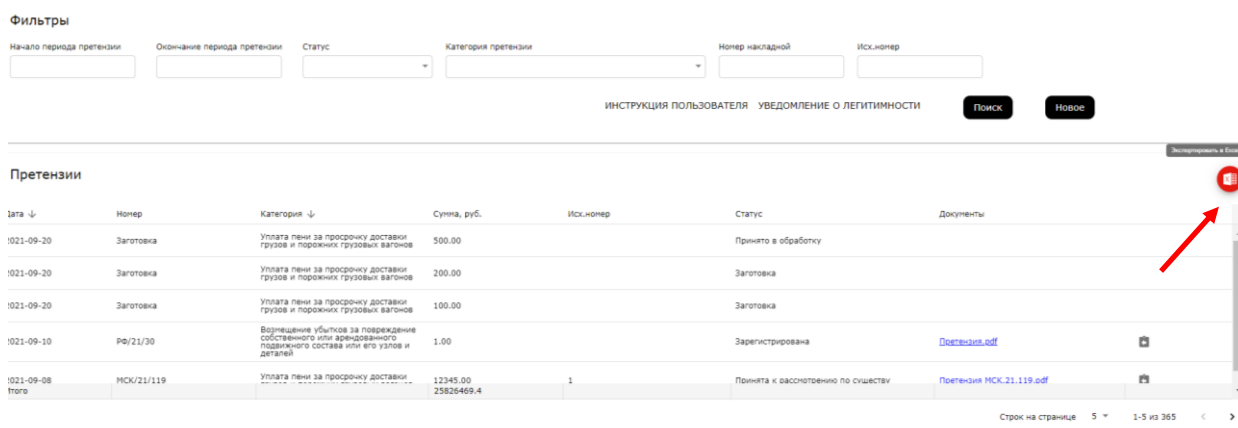 Фильтры
Начало периода претензии Окончание периода претензии Статус Категория претензии Номер накладной Исх.номер
ИНСТРУКЦИЯ ПОЛЬЗОВАТЕЛЯ УВЕДОМЛЕНИЕ О ЛЕГИТИМНОСТИ Поиск Новое
Экспортировать в Exce
Претензии
Дата Номер Категория Сумма, руб. Исх.номер Статус Документы
2021-09-20 Заготовка Уплата пени за просрочку доставки 500.00 Принято в обработку
грузов и порожних грузовых вагонов
2021-09-20 Заготовка Уплата пени за просрочку доставки 200.00 Заготовка
грузов и порожних грузовых вагонов
2021-09-20 Заготовка Уплата пени за просрочку доставки 100.00 Заготовка
грузов и порожних грузовых вагонов
Возмещение убытков за повреждение
2021-09-10 РФ/21/30 собственного или арендованного 1.00 Зарегистрирована Претензия.pdf
подвижного состава или его узлов и
деталей
2021-09-08 МСК/21/119 Уплата пени за просрочку доставки 12345.00 1 Принята к рассмотрению по существу Претензия МСК.21.119.pdf
Итого 25826469.4
Строк на странице 5 1-5 из 365